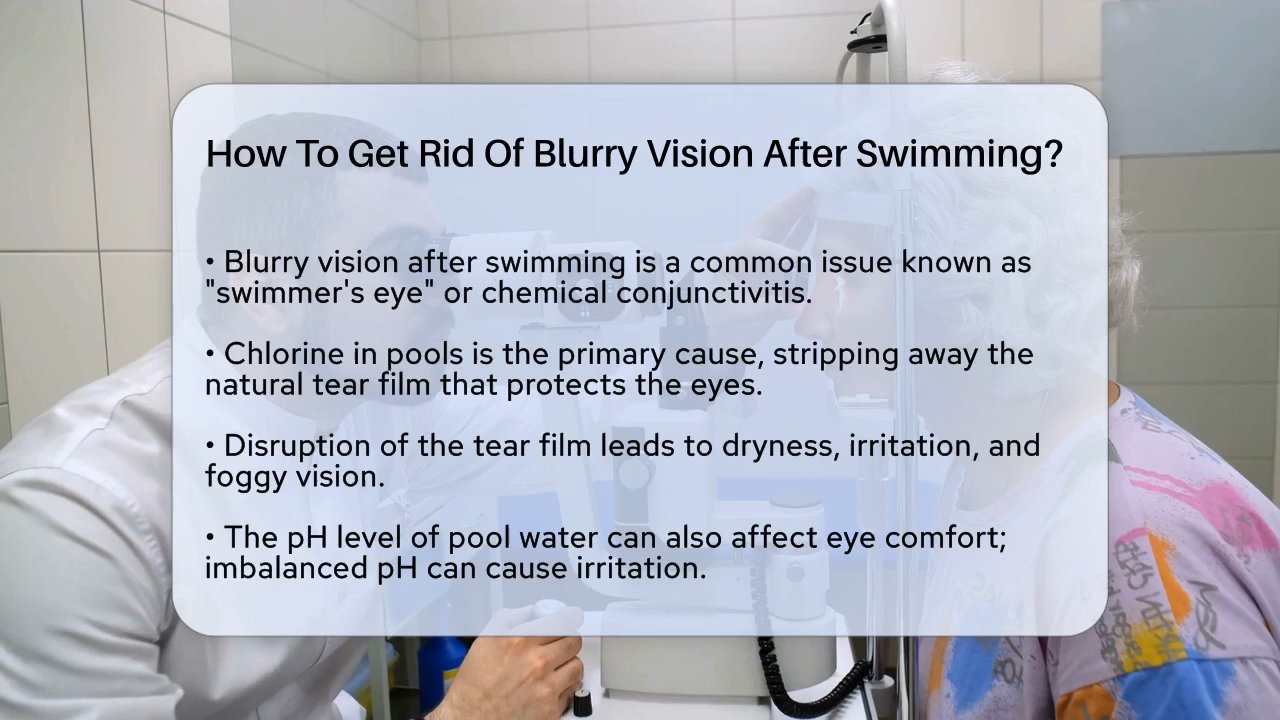 How To Get Rid Of Blurry Vision After Swimming?
• Blurry vision after swimming is a common issue known as
"swimmer's eye" or chemical conjunctivitis.
• Chlorine in pools is the primary cause, stripping away the
natural tear film that protects the eyes.
• Disruption of the tear film leads to dryness, irritation, and
foggy vision.
• The pH level of pool water can also affect eye comfort;
imbalanced pH can cause irritation.